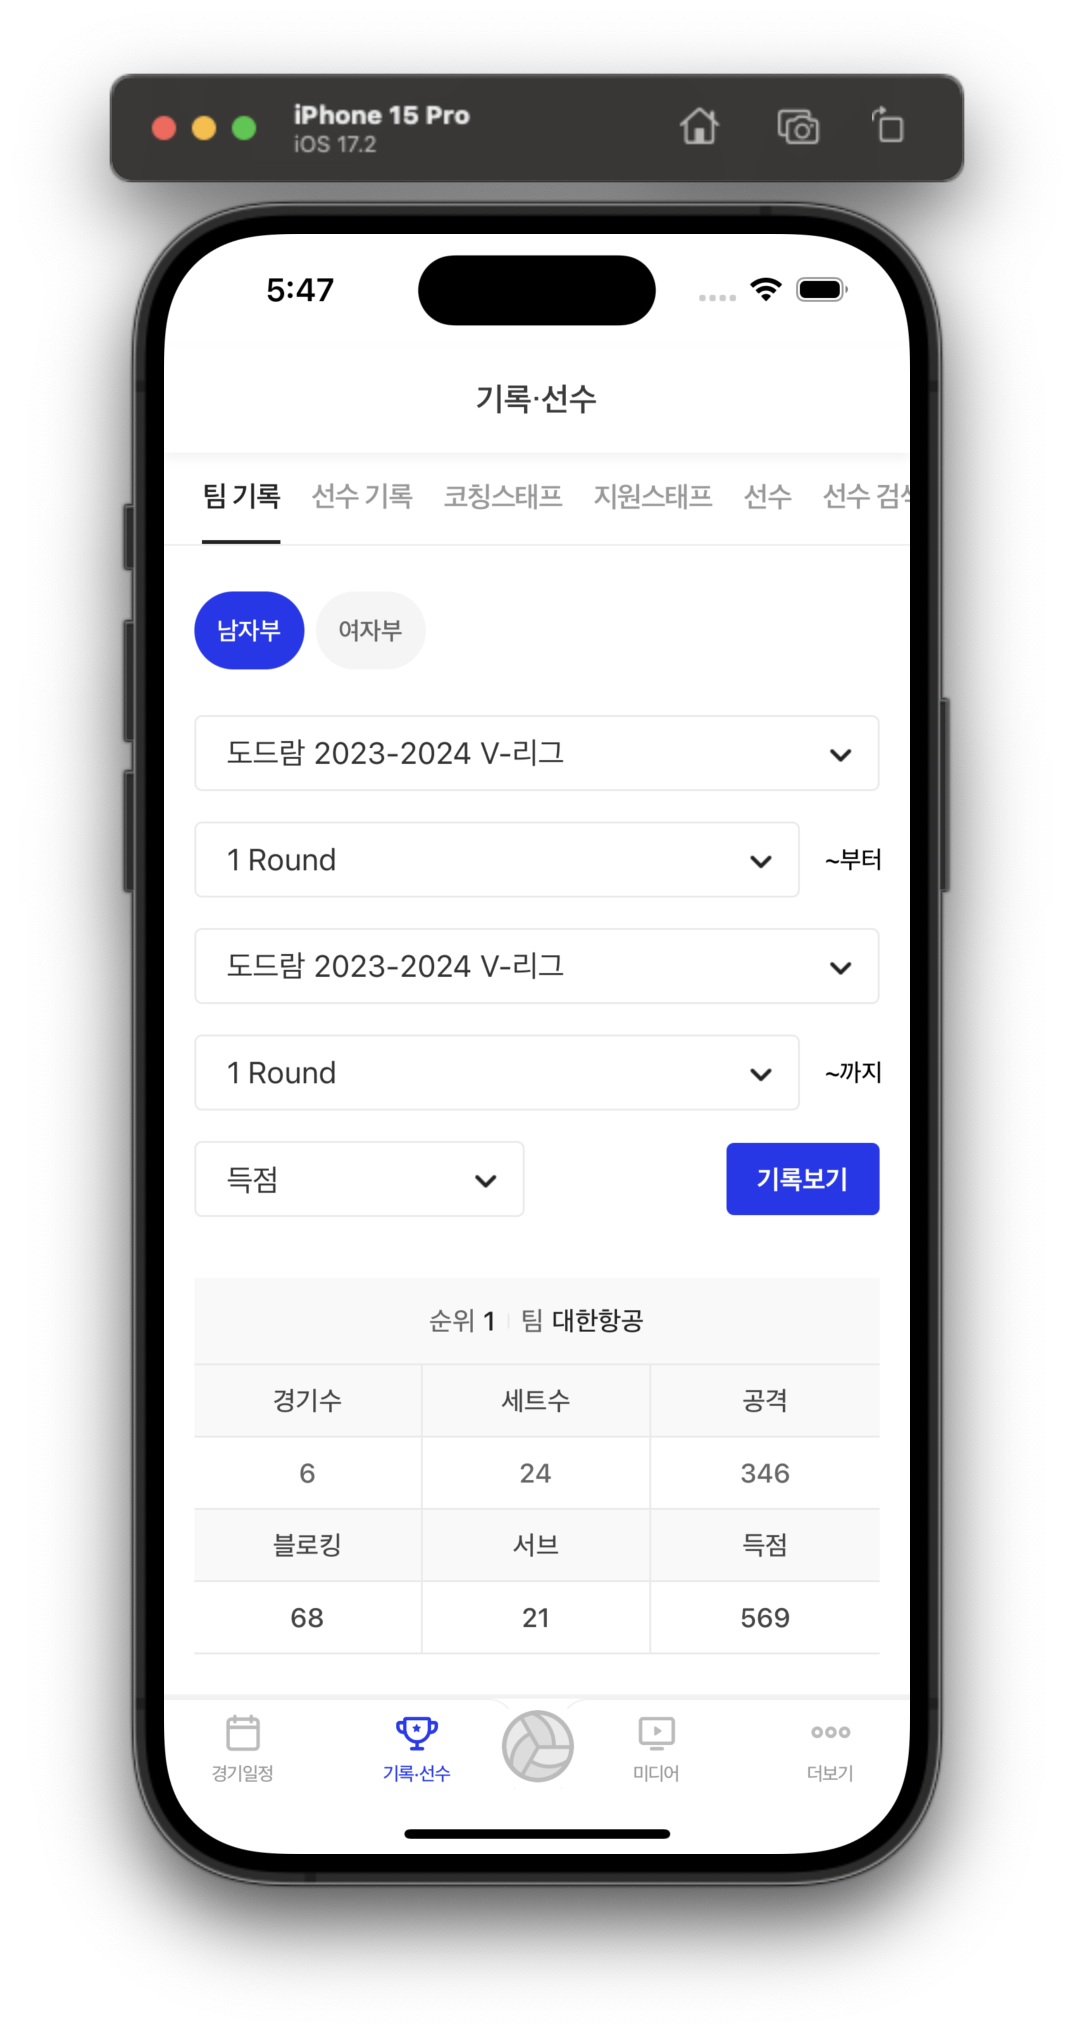 iPhone 15 Pro
iOS 17.2
5:47
기록·선수
팀 기록 선수 기록 코칭스태프 지원스태프 선수 선수 검
남자부 여자부
도드람 2023-2024 V-리그
1 Round ~부터
도드람 2023-2024 V-리그
1 Round ~까지
득점 기록보기
순위 1 팀 대한항공
경기수 세트수 공격
6 24 346
블로킹 서브 득점
68 21 569
경기일정 기록·선수 미디어 더보기